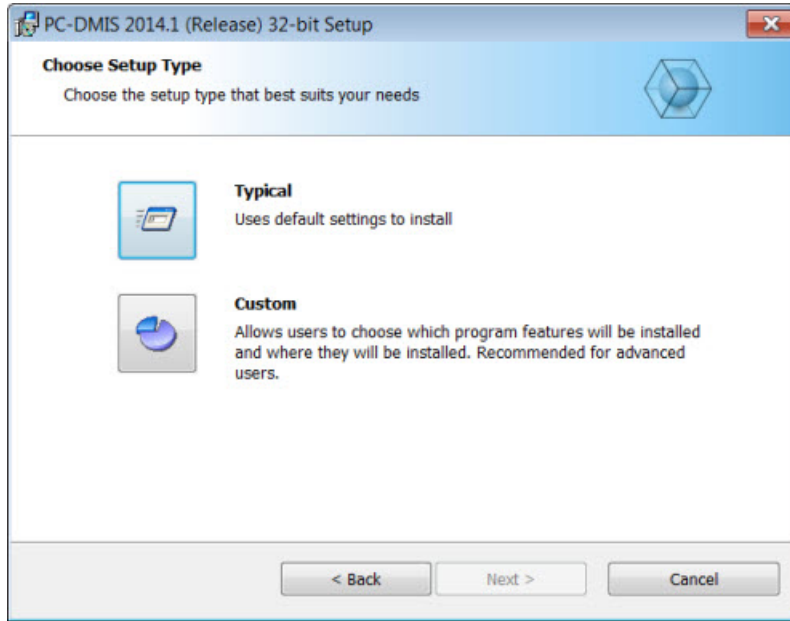 PC-DMIS 2014.1 (Release) 32-bit Setup
Choose Setup Type
Choose the setup type that best suits your needs
Typical
Uses default settings to install
Custom
Allows users to choose which program features will be installed
and where they will be installed. Recommended for advanced
users.
< Back
Next >
Cancel